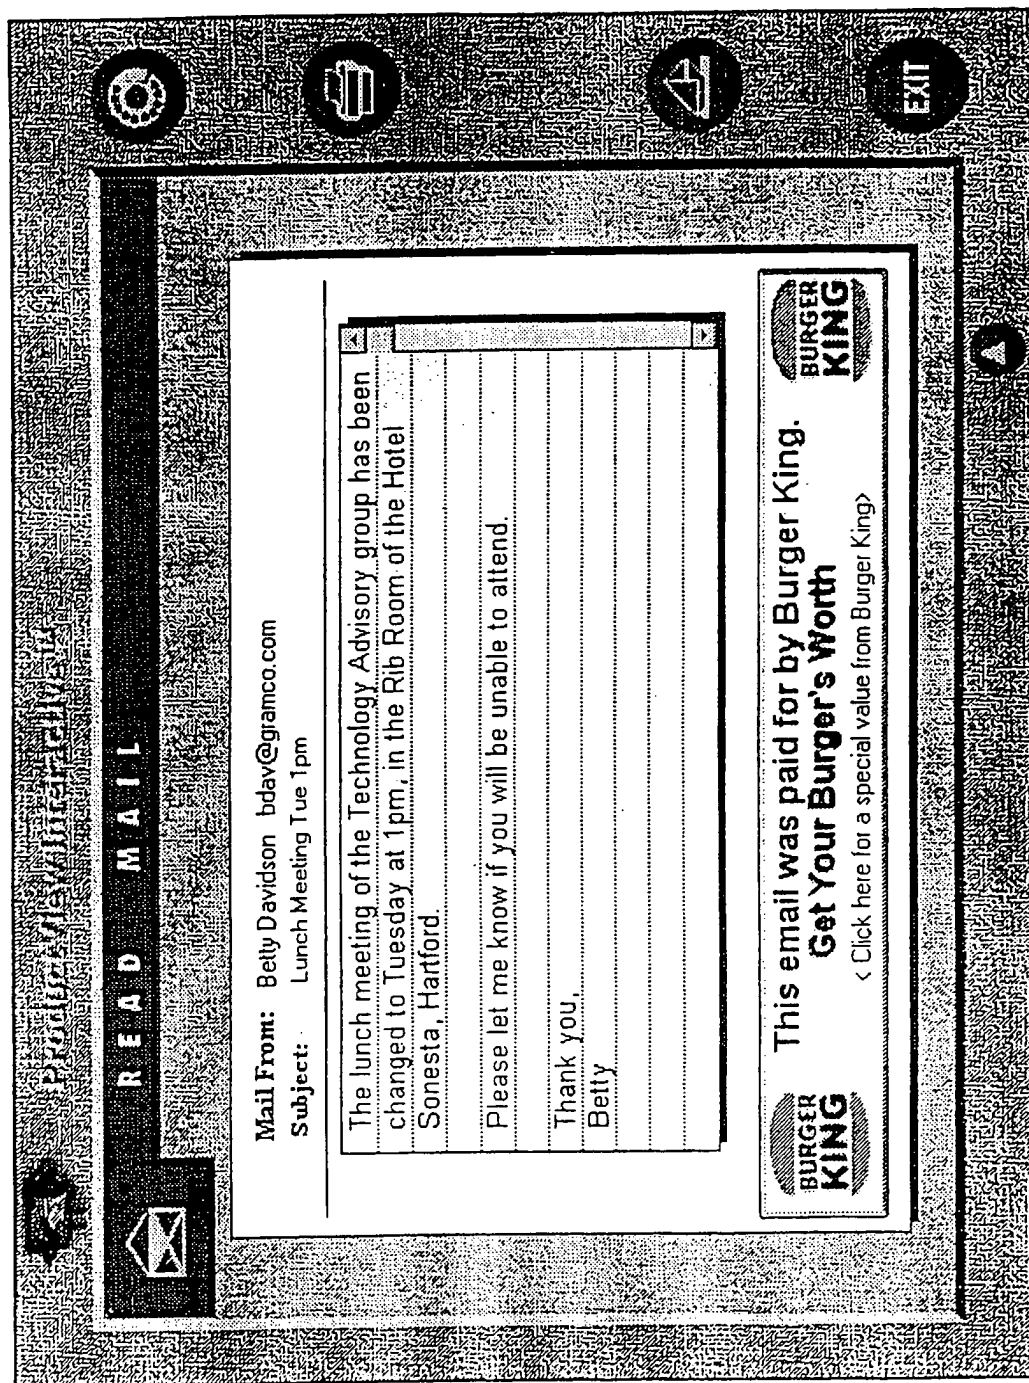 ProductView Interactive™
READ MAIL
Mail From: Betty Davidson bdav@gramco.com
Subject: Lunch Meeting Tue 1pm
The lunch meeting of the Technology Advisory group has been
changed to Tuesday at 1pm, in the Rib Room of the Hotel
Sonesta, Hartford.
Please let me know if you will be unable to attend.
Thank you,
Betty
BURGER
KING
This email was paid for by Burger King.
Get Your Burger's Worth
< Click here for a special value from Burger King>
BURGER
KING
EXIT